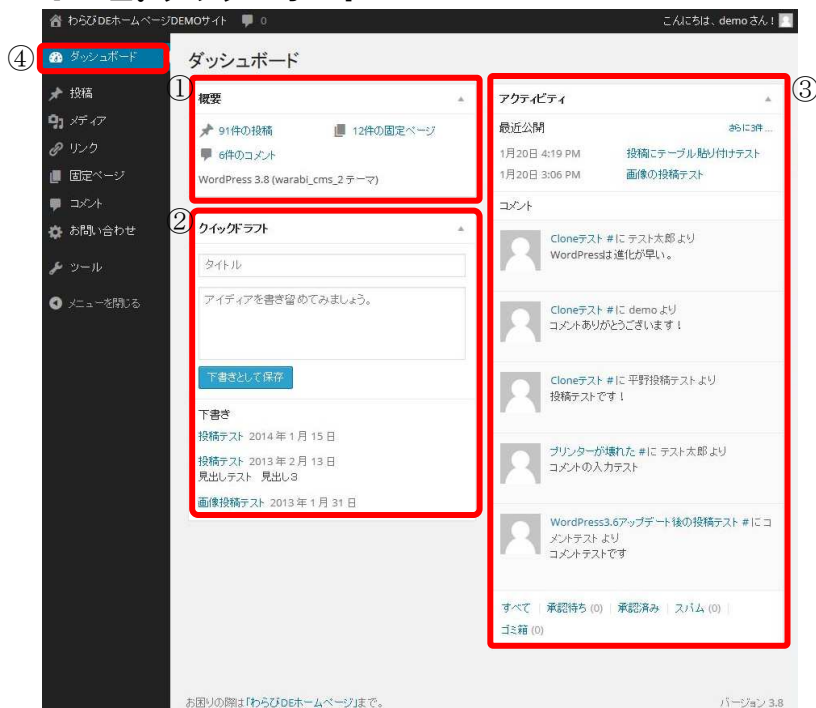 わらびDEホームページDEMOサイト 0
こんにちは、demo さん！
④
ダッシュボード
投稿
メディア
リンク
固定ページ
コメント
お問い合わせ
ツール
メニューを閉じる
ダッシュボード
①
概要
91件の投稿
12件の固定ページ
6件のコメント
WordPress 3.8 (warabi_cms_2 テーマ)
②
クイックドラフト
タイトル
アイディアを書き留めてみましょう。
下書きとして保存
下書き
投稿テスト 2014 年 1 月 15 日
投稿テスト 2013 年 2 月 13 日
見出しテスト 見出し3
画像投稿テスト 2013 年 1 月 31 日
③
アクティビティ
最近公開
さらに3件...
1月20日 4:19 PM 投稿にテーブル貼り付けテスト
1月20日 3:06 PM 画像の投稿テスト
コメント
Cloneテスト # に テスト太郎 より
WordPressは進化が早い。
Cloneテスト # に demo より
コメントありがとうございます！
Cloneテスト # に 平野投稿テスト より
投稿テストです！
プリンターが壊れた # に テスト太郎 より
コメントの入力テスト
WordPress3.6アップデート後の投稿テスト # に コ
メントテスト より
コメントテストです
すべて | 承認待ち (0) | 承認済み | スパム (0) |
ゴミ箱 (0)
お困りの際は「わらびDEホームページ」まで。
バージョン 3.8